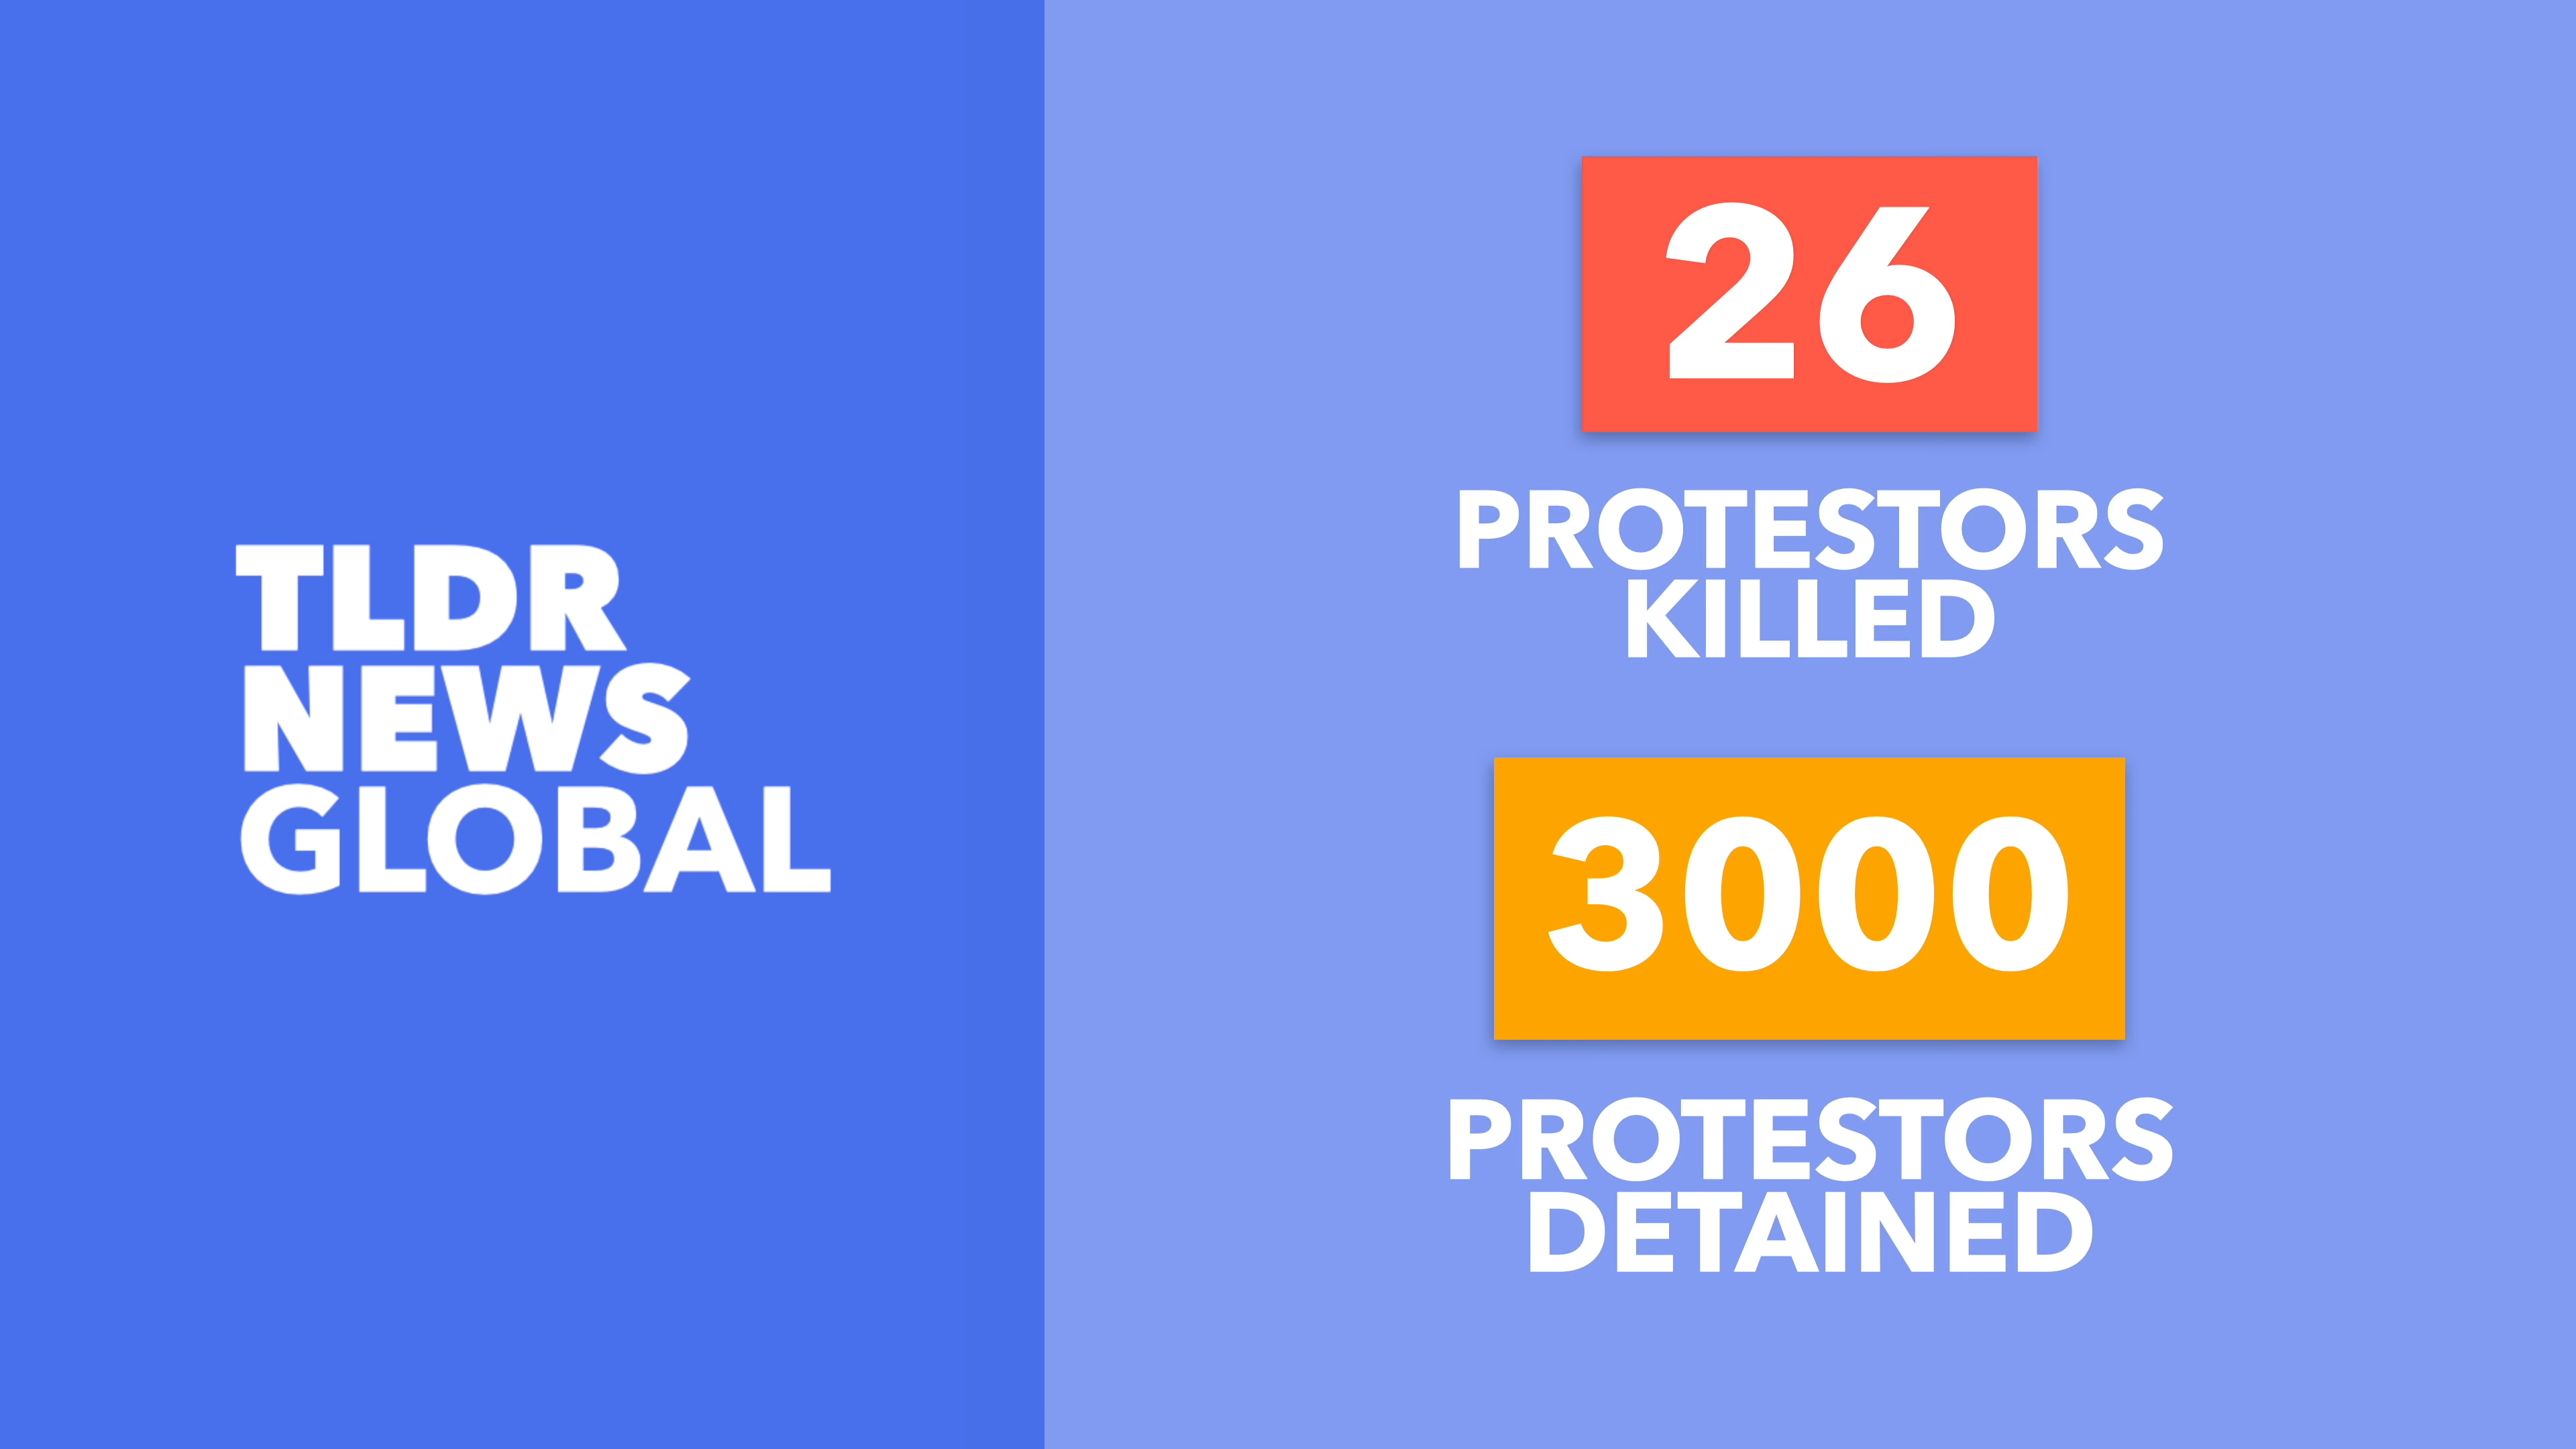 TLDR
NEWS
GLOBAL
26
PROTESTORS
KILLED
3000
PROTESTORS
DETAINED